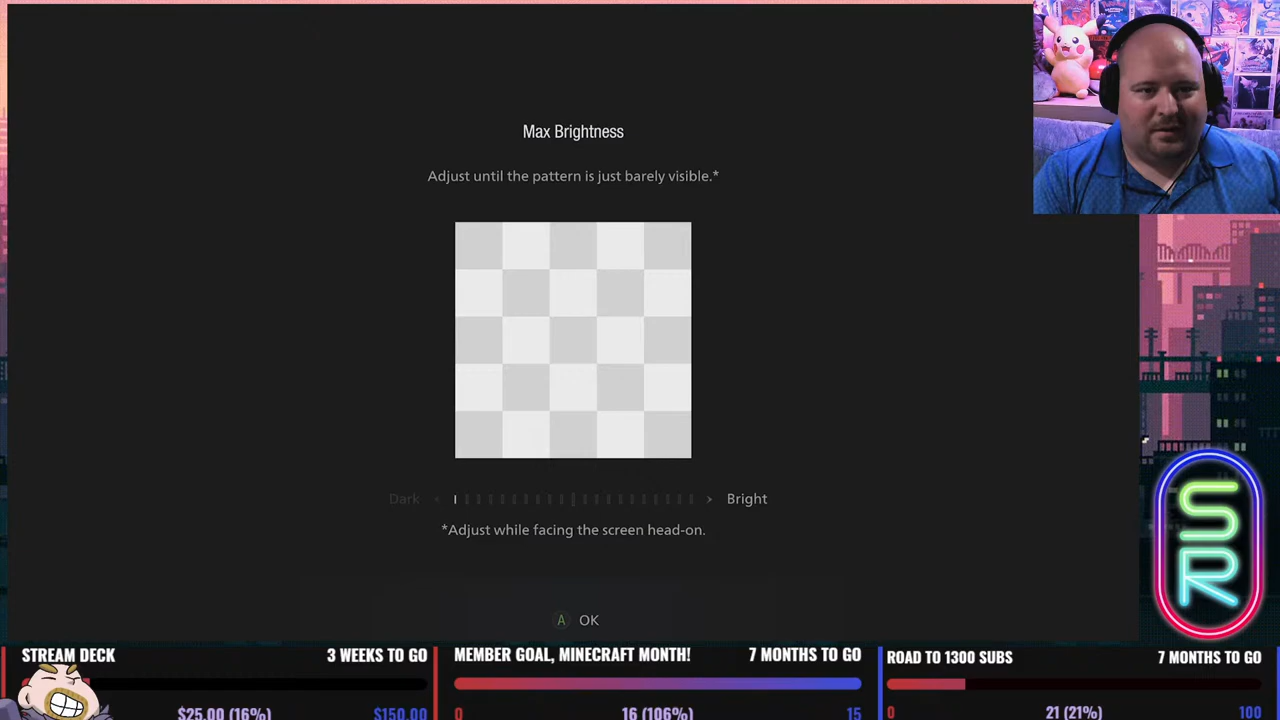 Max Brightness
Adjust until the pattern is just barely visible.*
Dark
Bright
*Adjust while facing the screen head-on.
A OK
SR
STREAM DECK 3 WEEKS TO GO
$25.00 (16%) $150.00
MEMBER GOAL, MINECRAFT MONTH! 7 MONTHS TO GO
0 16 (106%) 15
ROAD TO 1300 SUBS 7 MONTHS TO GO
0 21 (21%) 100